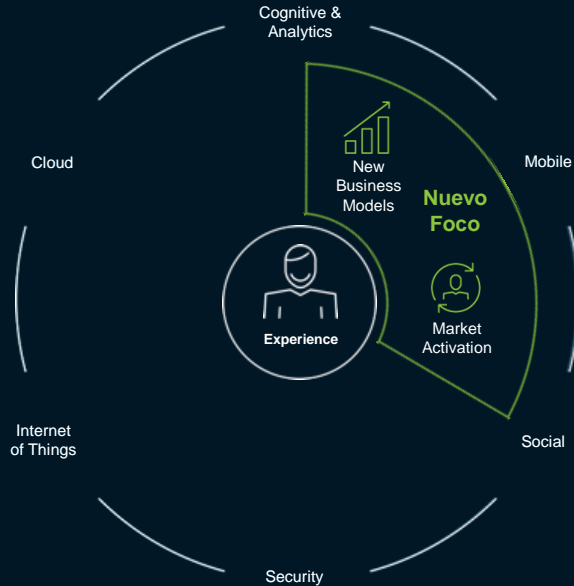 Cognitive &
Analytics
Cloud
Mobile
New
Business
Models
Nuevo
Foco
Experience
Market
Activation
Internet
of Things
Social
Security